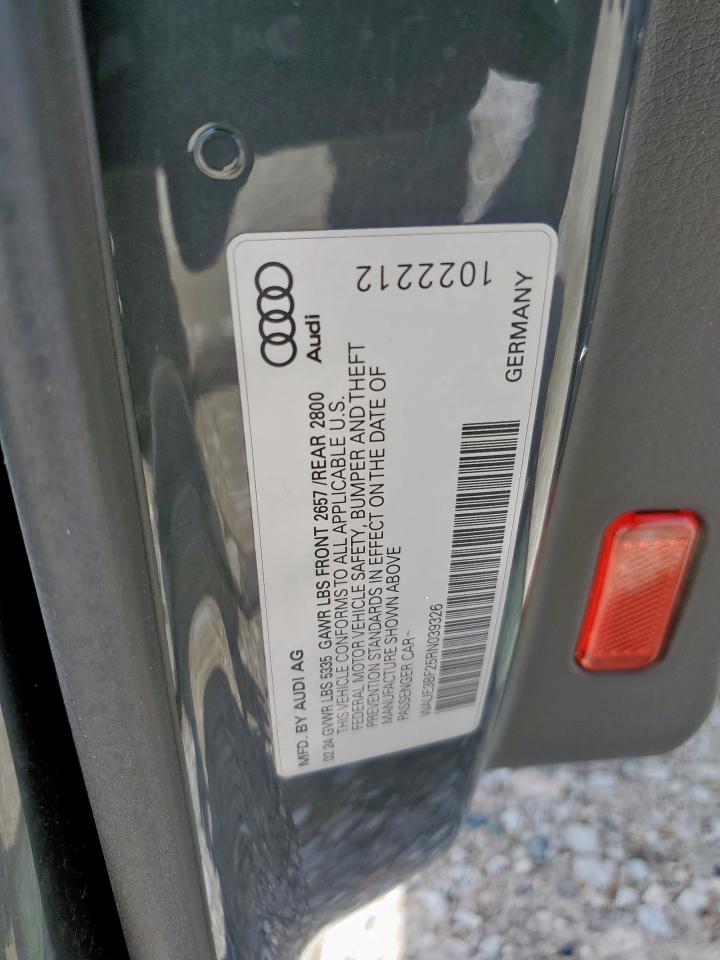 Audi
MFD. BY AUDI AG
02.24 GVWR LBS 5335 GAWR LBS FRONT 2657 /REAR 2800
THIS VEHICLE CONFORMS TO ALL APPLICABLE U.S.
FEDERAL MOTOR VEHICLE SAFETY, BUMPER AND THEFT
PREVENTION STANDARDS IN EFFECT ON THE DATE OF
MANUFACTURE SHOWN ABOVE
PASSENGER CAR-
WAUE3BF25RN039326
GERMANY
1022212